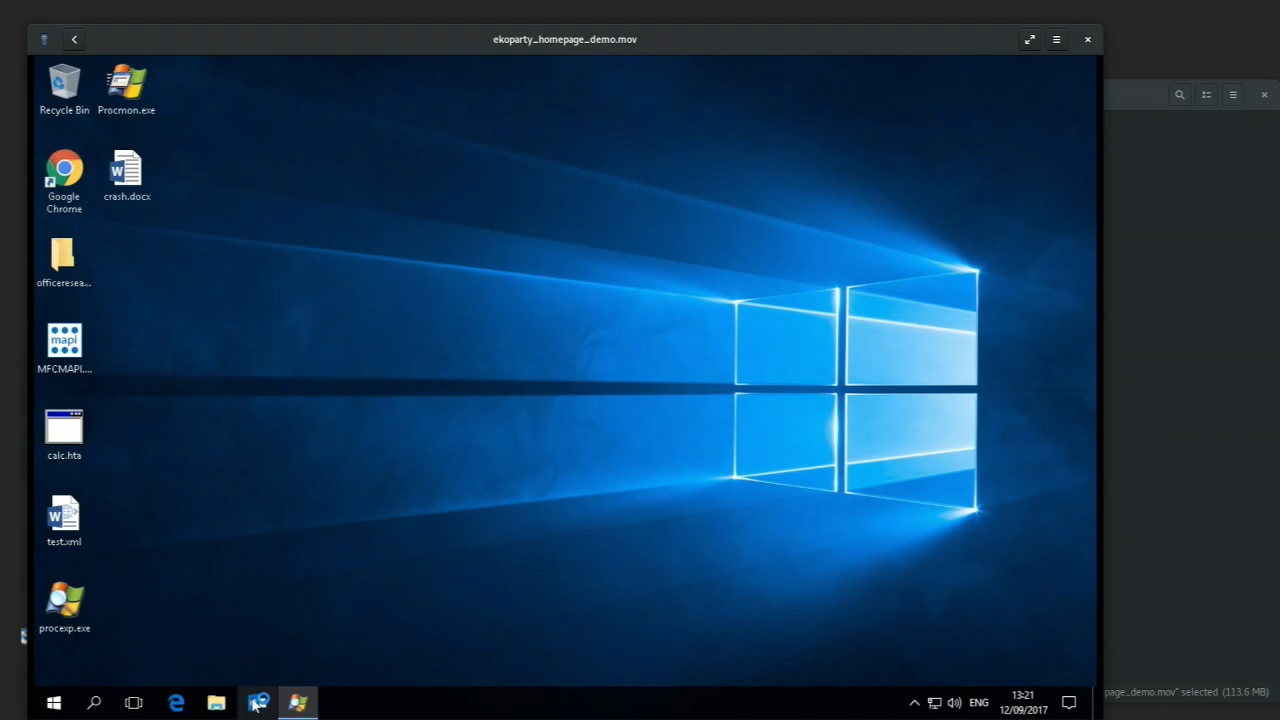 ekoparty_homepage_demo.mov
Recycle Bin
Procmon.exe
Google
Chrome
crash.docx
officeresea...
mapi
MFCMAPI....
calc.hta
test.xml
procexp.exe
ENG
13:21
12/09/2017
page_demo.mov" selected (113.6 MB)